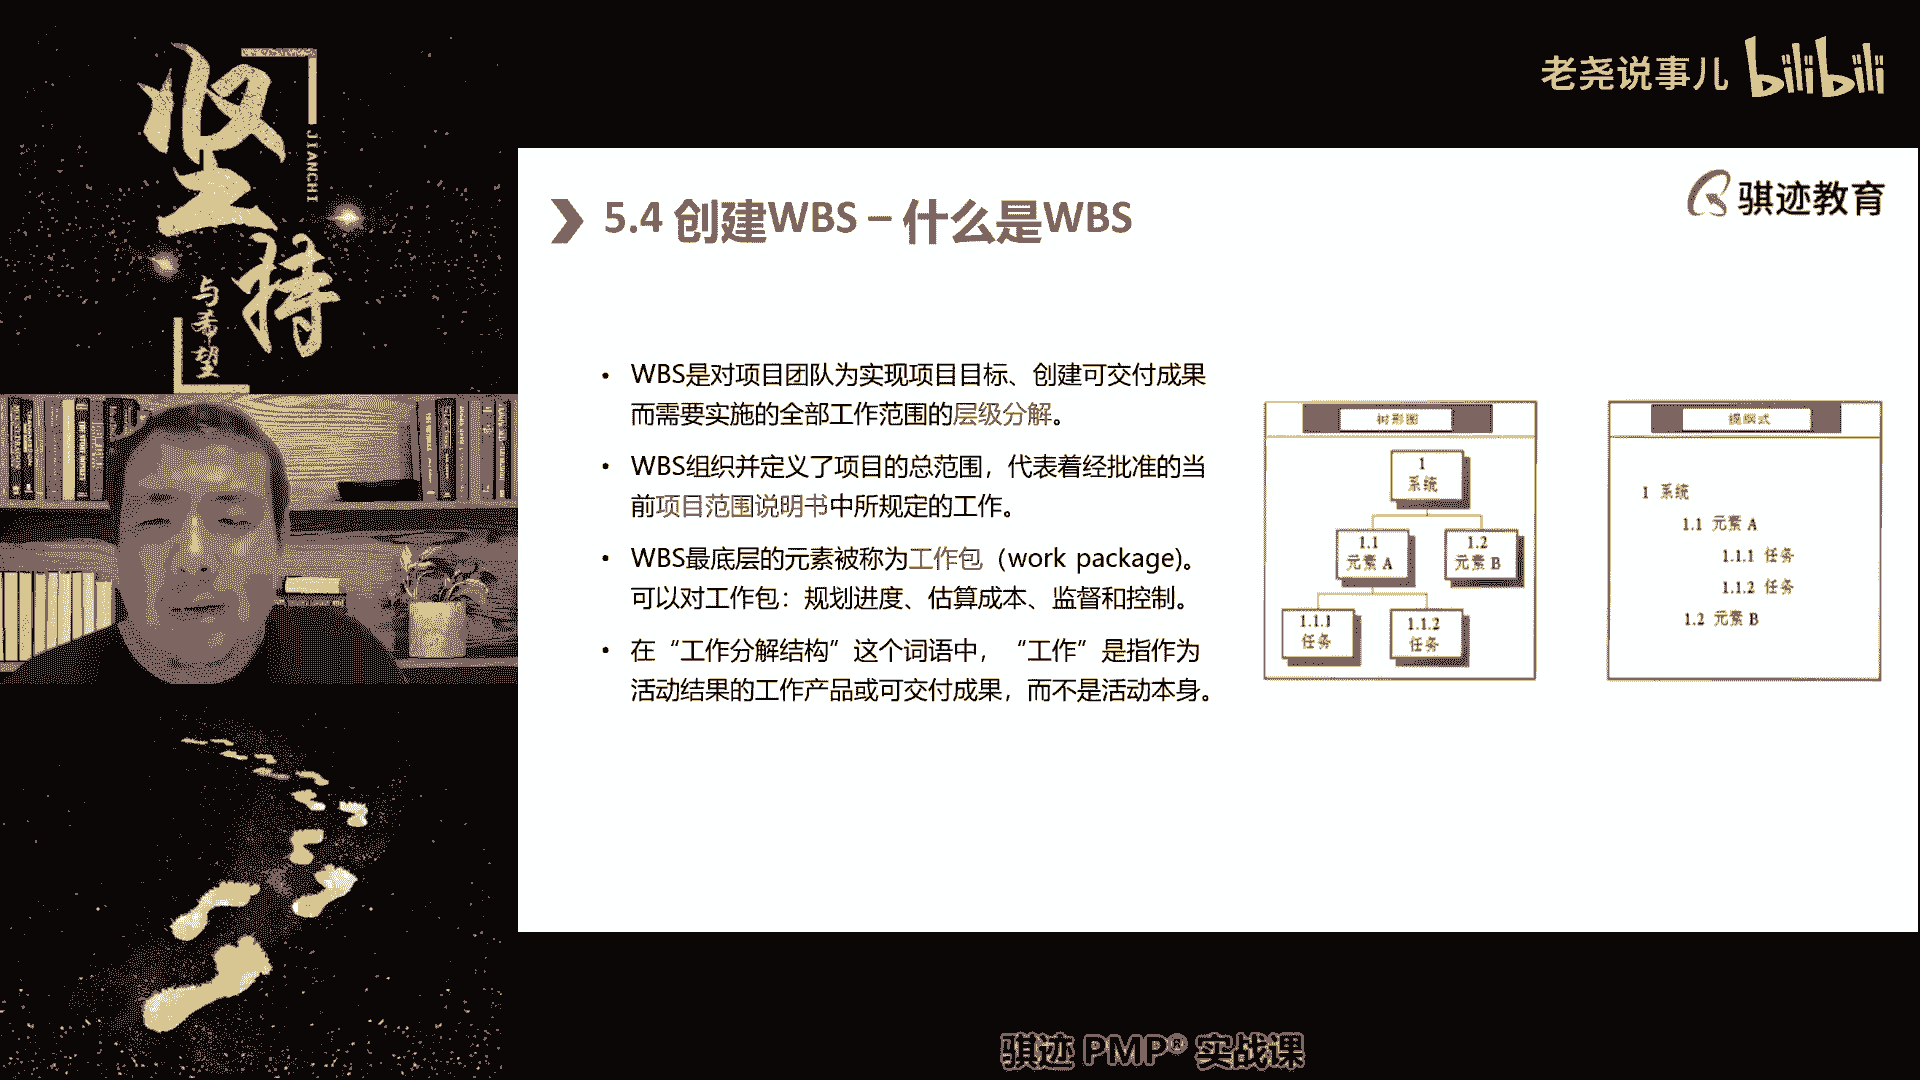 坚持
JIANCHI
与希望
老尧说事儿 bilibili
骐迹教育
5.4 创建WBS – 什么是WBS
• WBS是对项目团队为实现项目目标、创建可交付成果
而需要实施的全部工作范围的层级分解。
• WBS组织并定义了项目的总范围，代表着经批准的当
前项目范围说明书中所规定的工作。
• WBS最底层的元素被称为工作包（work package)。
可以对工作包：规划进度、估算成本、监督和控制。
• 在“工作分解结构”这个词语中，“工作”是指作为
活动结果的工作产品或可交付成果，而不是活动本身。
树形图
1
系统
1.1
元素 A
1.2
元素 B
1.1.1
任务
1.1.2
任务
提纲式
1 系统
1.1 元素 A
1.1.1 任务
1.1.2 任务
1.2 元素 B
骐迹 PMP® 实战课